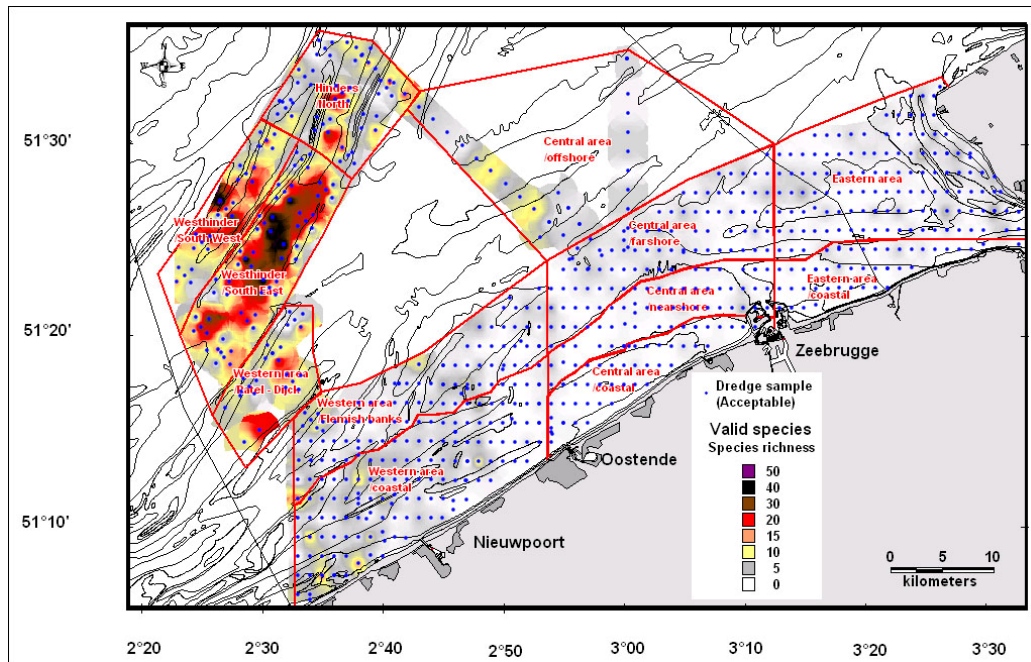 51°30'
51°20'
51°10'
Hinders
North
Central area
/offshore
Eastern area
Westhinder
South West
Central area
/farshore
Westhinder
South East
Central area
nearshore
Eastern area
/coastal
Zeebrugge
Western area
Flemish banks
Central area
/coastal
Western area
/coastal
Oostende
Nieuwpoort
Dredge sample
(Acceptable)
Valid species
Species richness
50
40
30
20
15
10
5
0
0 5 10
kilometers
2°20 2°30 2°40 2°50 3°00 3°10 3°20 3°30